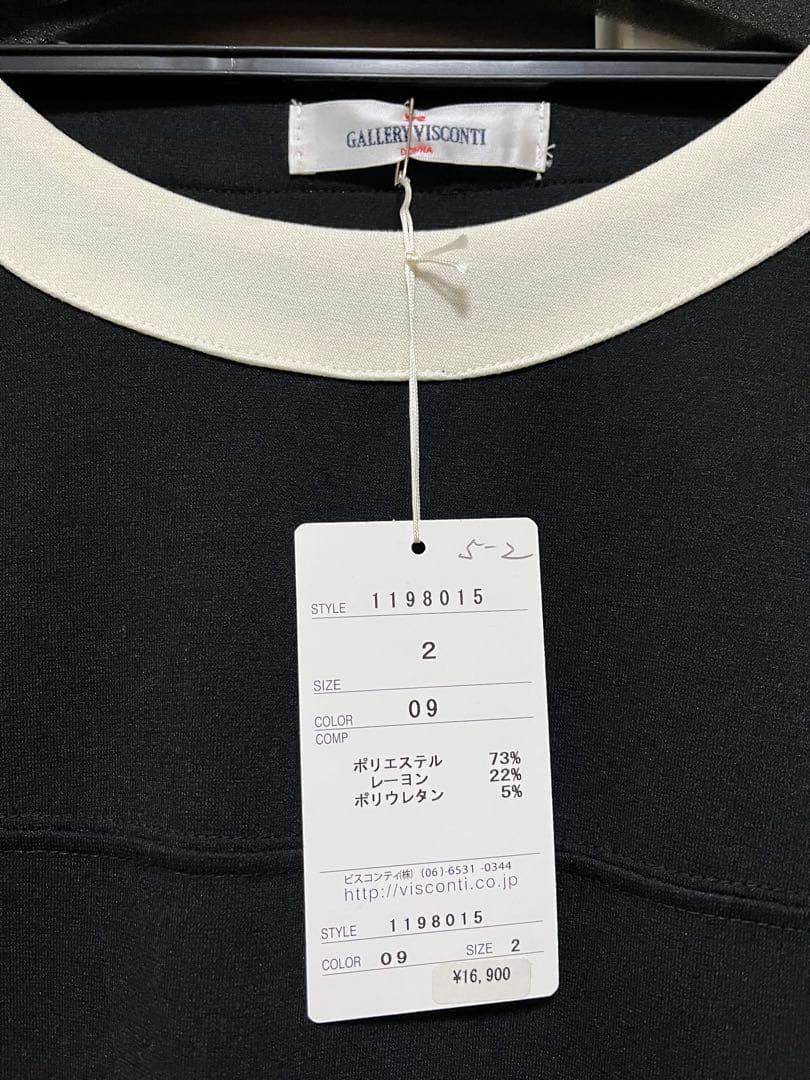 GALLERY VISCONTI
DONNA
5-2
STYLE 1198015
2
SIZE
COLOR 09
COMP
ポリエステル 73%
レーヨン 22%
ポリウレタン 5%
ビスコンティ(株) (06)-6531-0344
http://visconti.co.jp
STYLE 1198015
COLOR 09 SIZE 2
¥16,900